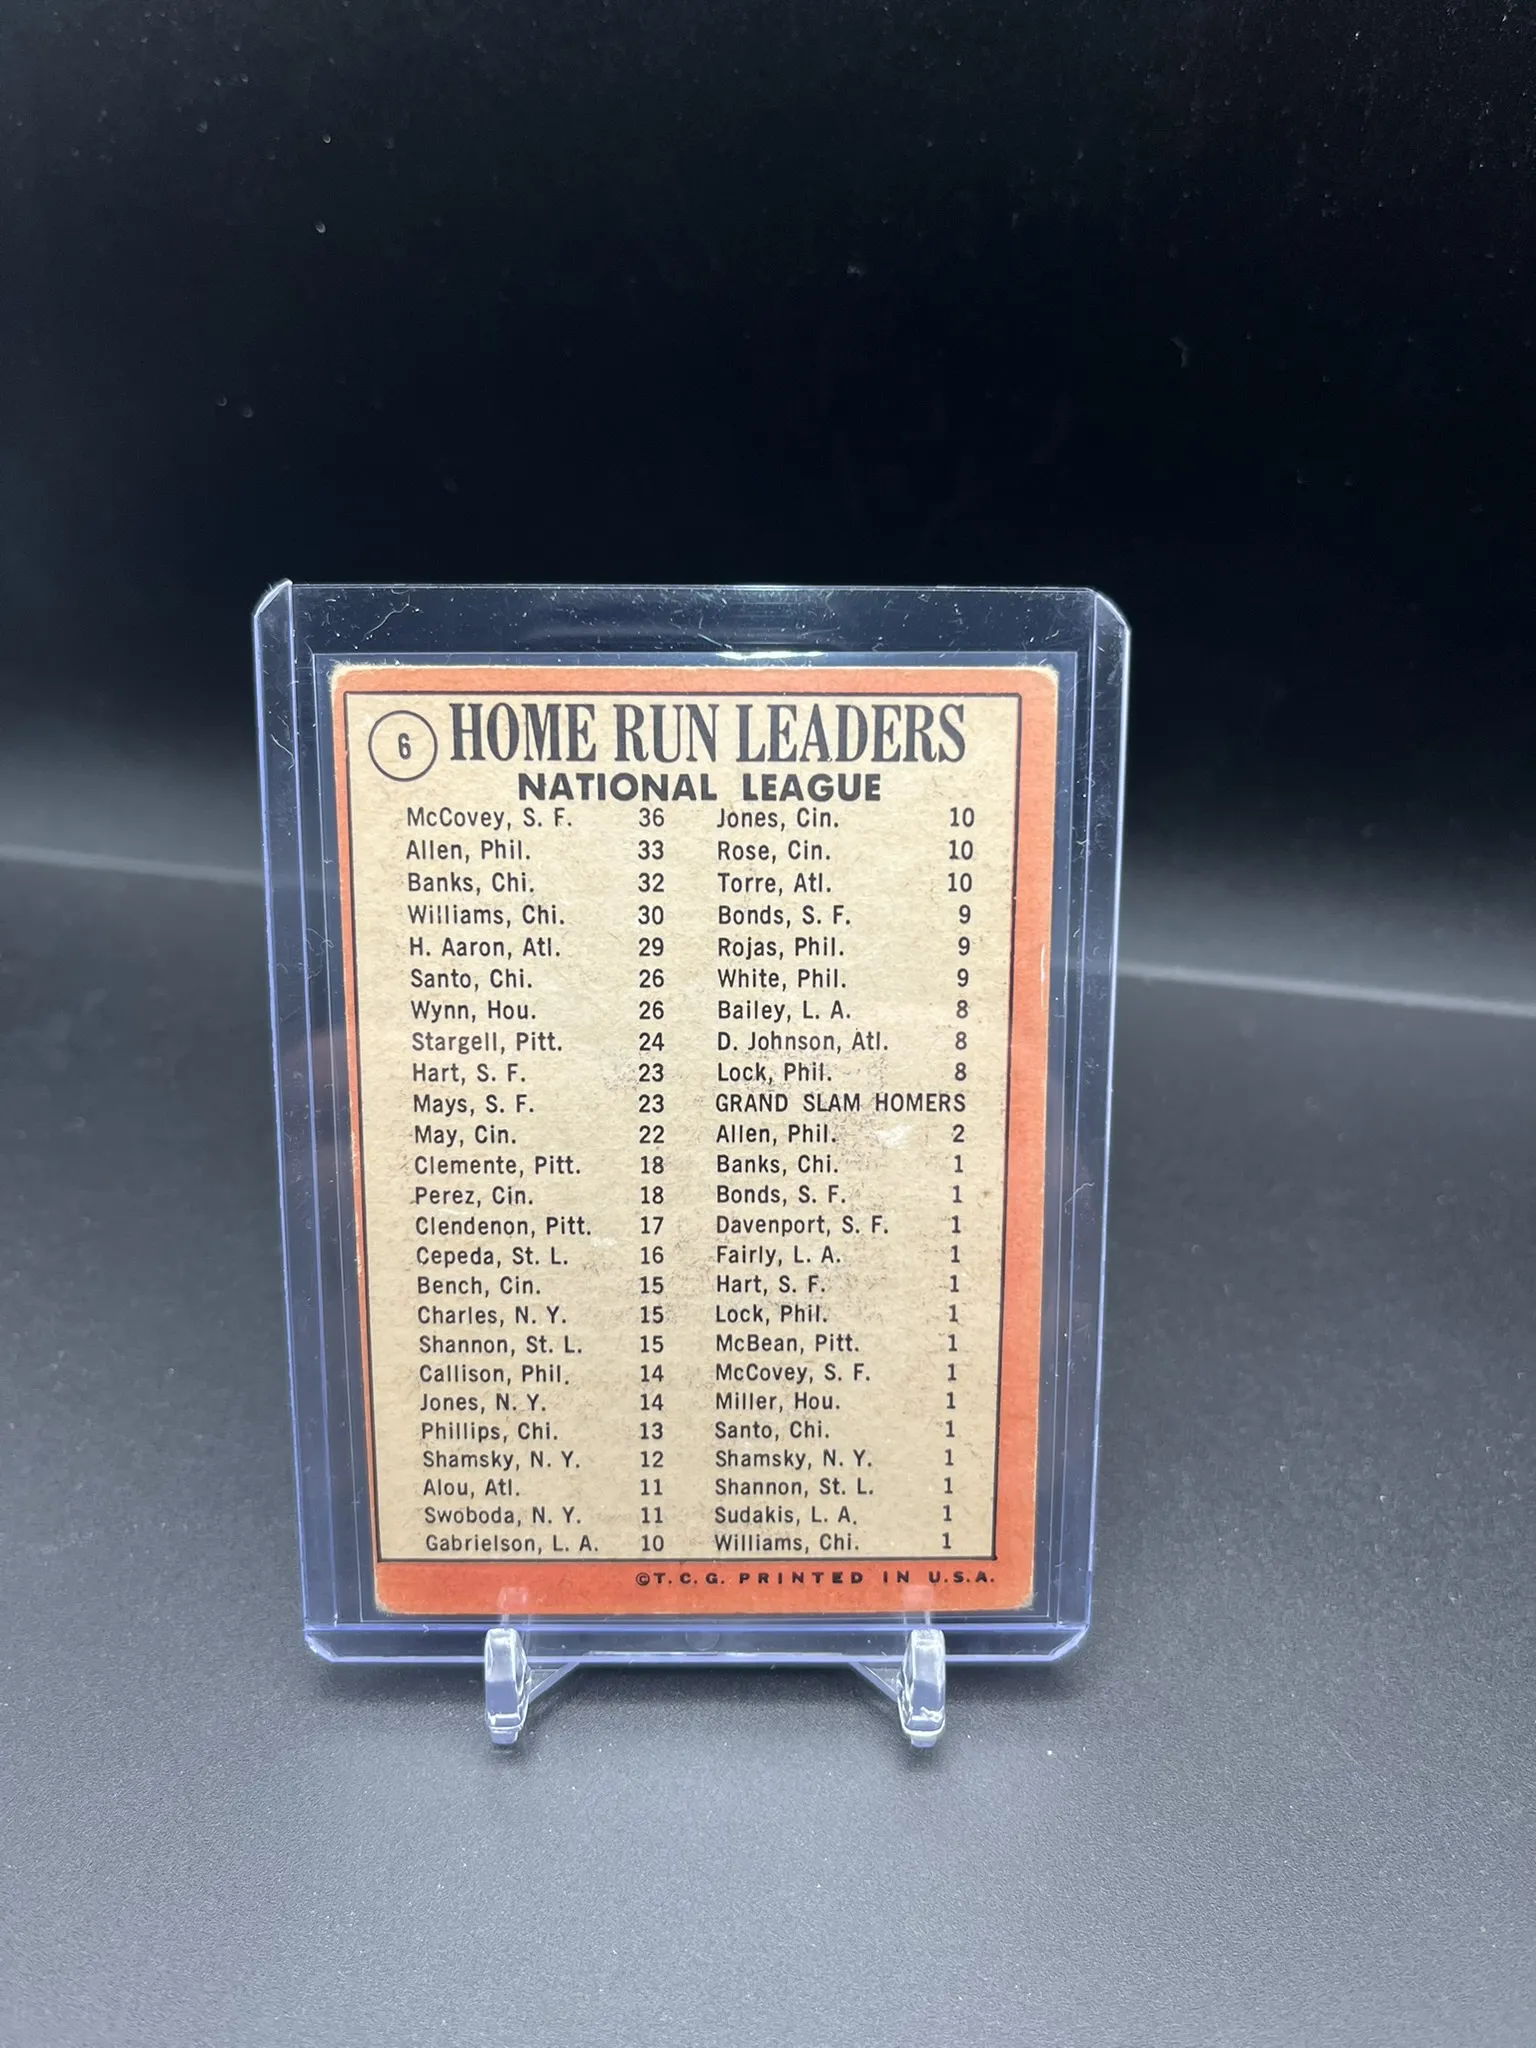 6
HOME RUN LEADERS
NATIONAL LEAGUE
McCovey, S. F. 36
Allen, Phil. 33
Banks, Chi. 32
Williams, Chi. 30
H. Aaron, Atl. 29
Santo, Chi. 26
Wynn, Hou. 26
Stargell, Pitt. 24
Hart, S. F. 23
Mays, S. F. 23
May, Cin. 22
Clemente, Pitt. 18
Perez, Cin. 18
Clendenon, Pitt. 17
Cepeda, St. L. 16
Bench, Cin. 15
Charles, N. Y. 15
Shannon, St. L. 15
Callison, Phil. 14
Jones, N. Y. 14
Phillips, Chi. 13
Shamsky, N. Y. 12
Alou, Atl. 11
Swoboda, N. Y. 11
Gabrielson, L. A. 10
Jones, Cin. 10
Rose, Cin. 10
Torre, Atl. 10
Bonds, S. F. 9
Rojas, Phil. 9
White, Phil. 9
Bailey, L. A. 8
D. Johnson, Atl. 8
Lock, Phil. 8
GRAND SLAM HOMERS
Allen, Phil. 2
Banks, Chi. 1
Bonds, S. F. 1
Davenport, S. F. 1
Fairly, L. A. 1
Hart, S. F. 1
Lock, Phil. 1
McBean, Pitt. 1
McCovey, S. F. 1
Miller, Hou. 1
Santo, Chi. 1
Shamsky, N. Y. 1
Shannon, St. L. 1
Sudakis, L. A. 1
Williams, Chi. 1
©T. C. G. PRINTED IN U.S.A.